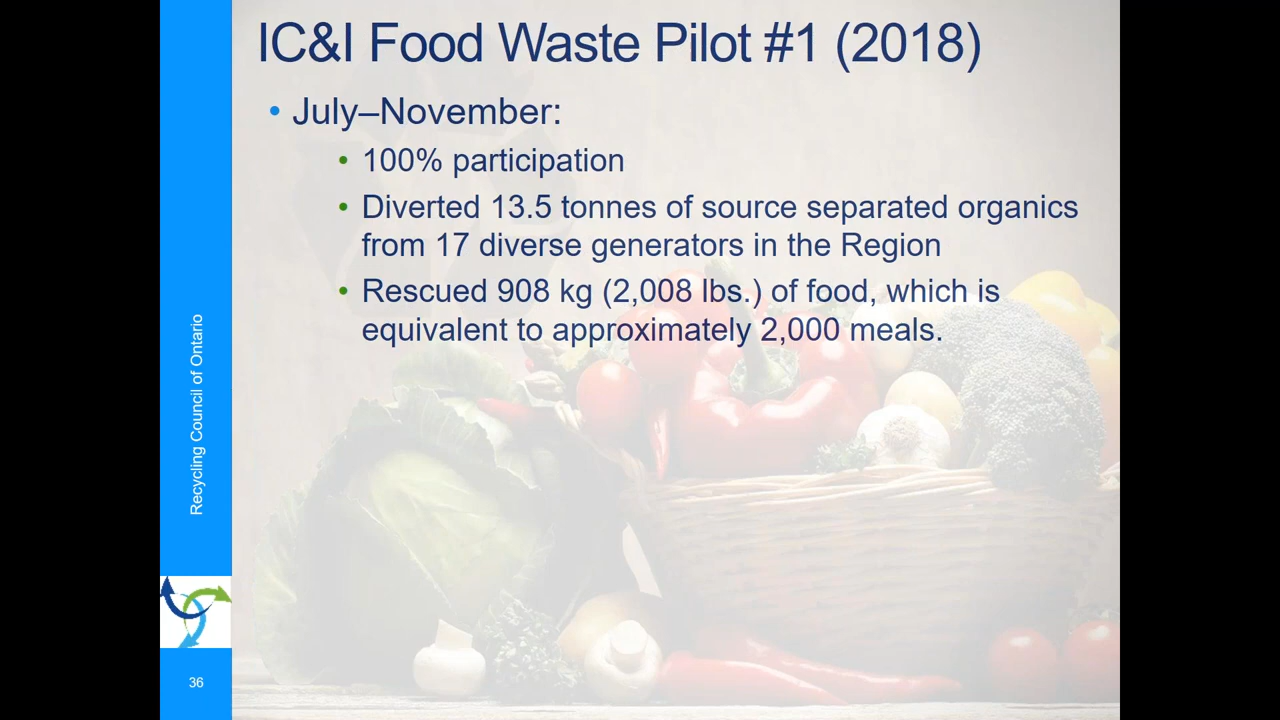 IC&I Food Waste Pilot #1 (2018)
• July–November:
• 100% participation
• Diverted 13.5 tonnes of source separated organics
from 17 diverse generators in the Region
• Rescued 908 kg (2,008 lbs.) of food, which is
equivalent to approximately 2,000 meals.
Recycling Council of Ontario
36